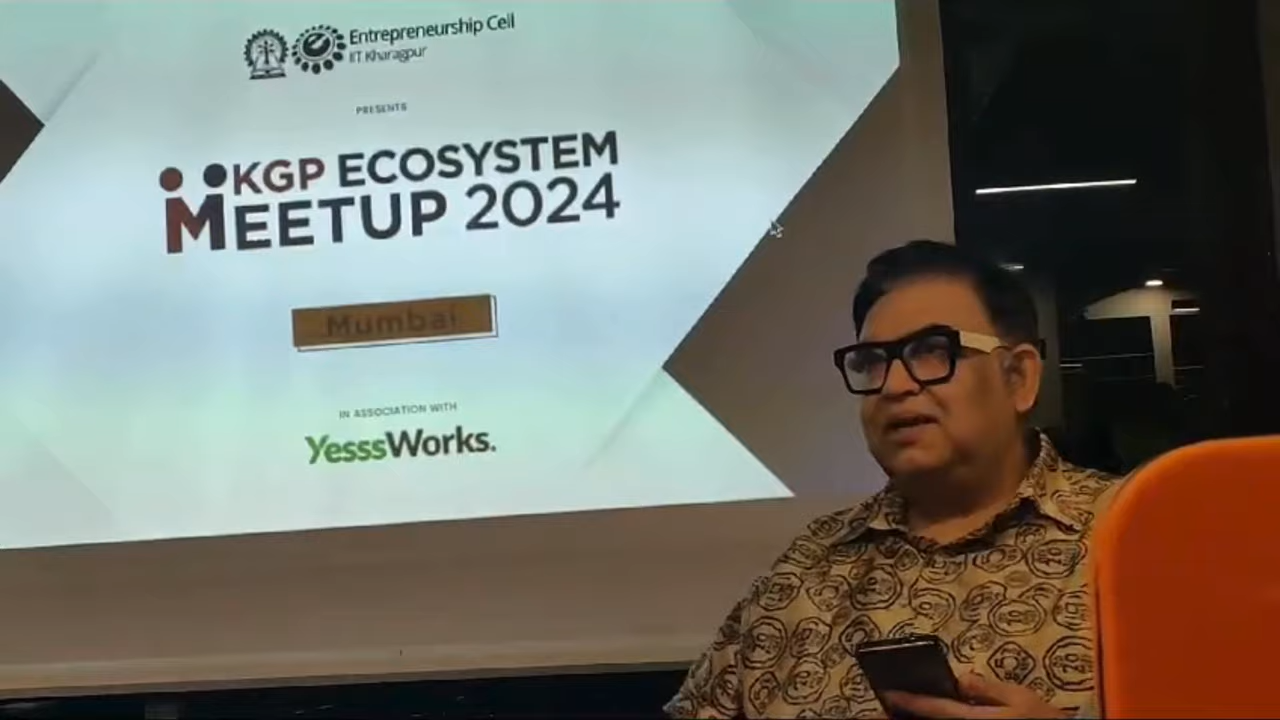 Entrepreneurship Cell
IIT Kharagpur
PRESENTS
KGP ECOSYSTEM
MEETUP 2024
Mumbai
IN ASSOCIATION WITH
YesssWorks.